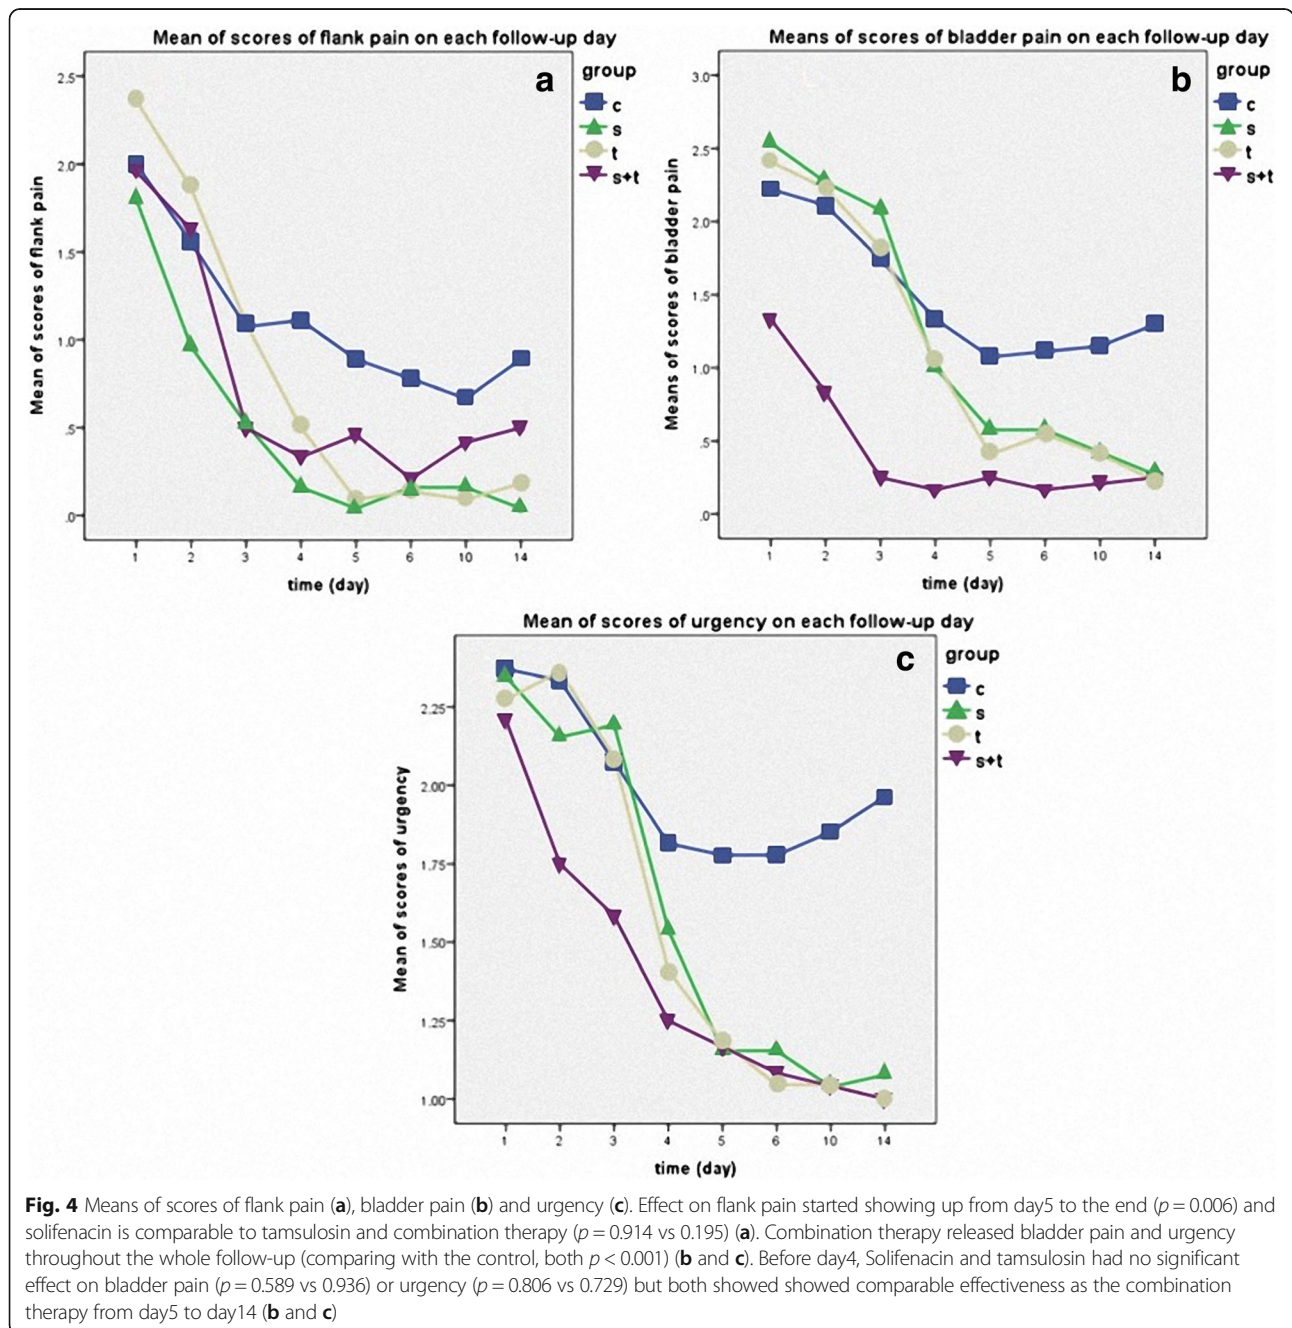 Mean of scores of flank pain on each follow-up day
a
group
c
s
t
s+t
Mean of scores of flank pain
2.5
2.0
1.5
1.0
.5
.0
1 2 3 4 5 6 10 14
time (day)
Means of scores of bladder pain on each follow-up day
b
group
c
s
t
s+t
Means of scores of bladder pain
3.0
2.5
2.0
1.5
1.0
.5
.0
1 2 3 4 5 6 10 14
time (day)
Mean of scores of urgency on each follow-up day
c
group
c
s
t
s+t
Mean of scores of urgency
2.25
2.00
1.75
1.50
1.25
1.00
1 2 3 4 5 6 10 14
time (day)
Fig. 4 Means of scores of flank pain (a), bladder pain (b) and urgency (c). Effect on flank pain started showing up from day5 to the end (p = 0.006) and
solifenacin is comparable to tamsulosin and combination therapy (p = 0.914 vs 0.195) (a). Combination therapy released bladder pain and urgency
throughout the whole follow-up (comparing with the control, both p < 0.001) (b and c). Before day4, Solifenacin and tamsulosin had no significant
effect on bladder pain (p = 0.589 vs 0.936) or urgency (p = 0.806 vs 0.729) but both showed showed comparable effectiveness as the combination
therapy from day5 to day14 (b and c)